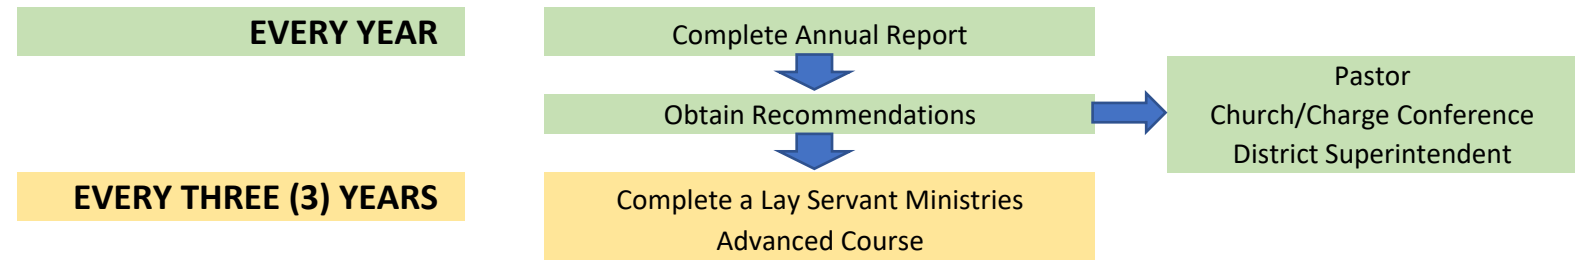 EVERY YEAR
Complete Annual Report
Obtain Recommendations
Pastor
Church/Charge Conference
District Superintendent
EVERY THREE (3) YEARS
Complete a Lay Servant Ministries
Advanced Course